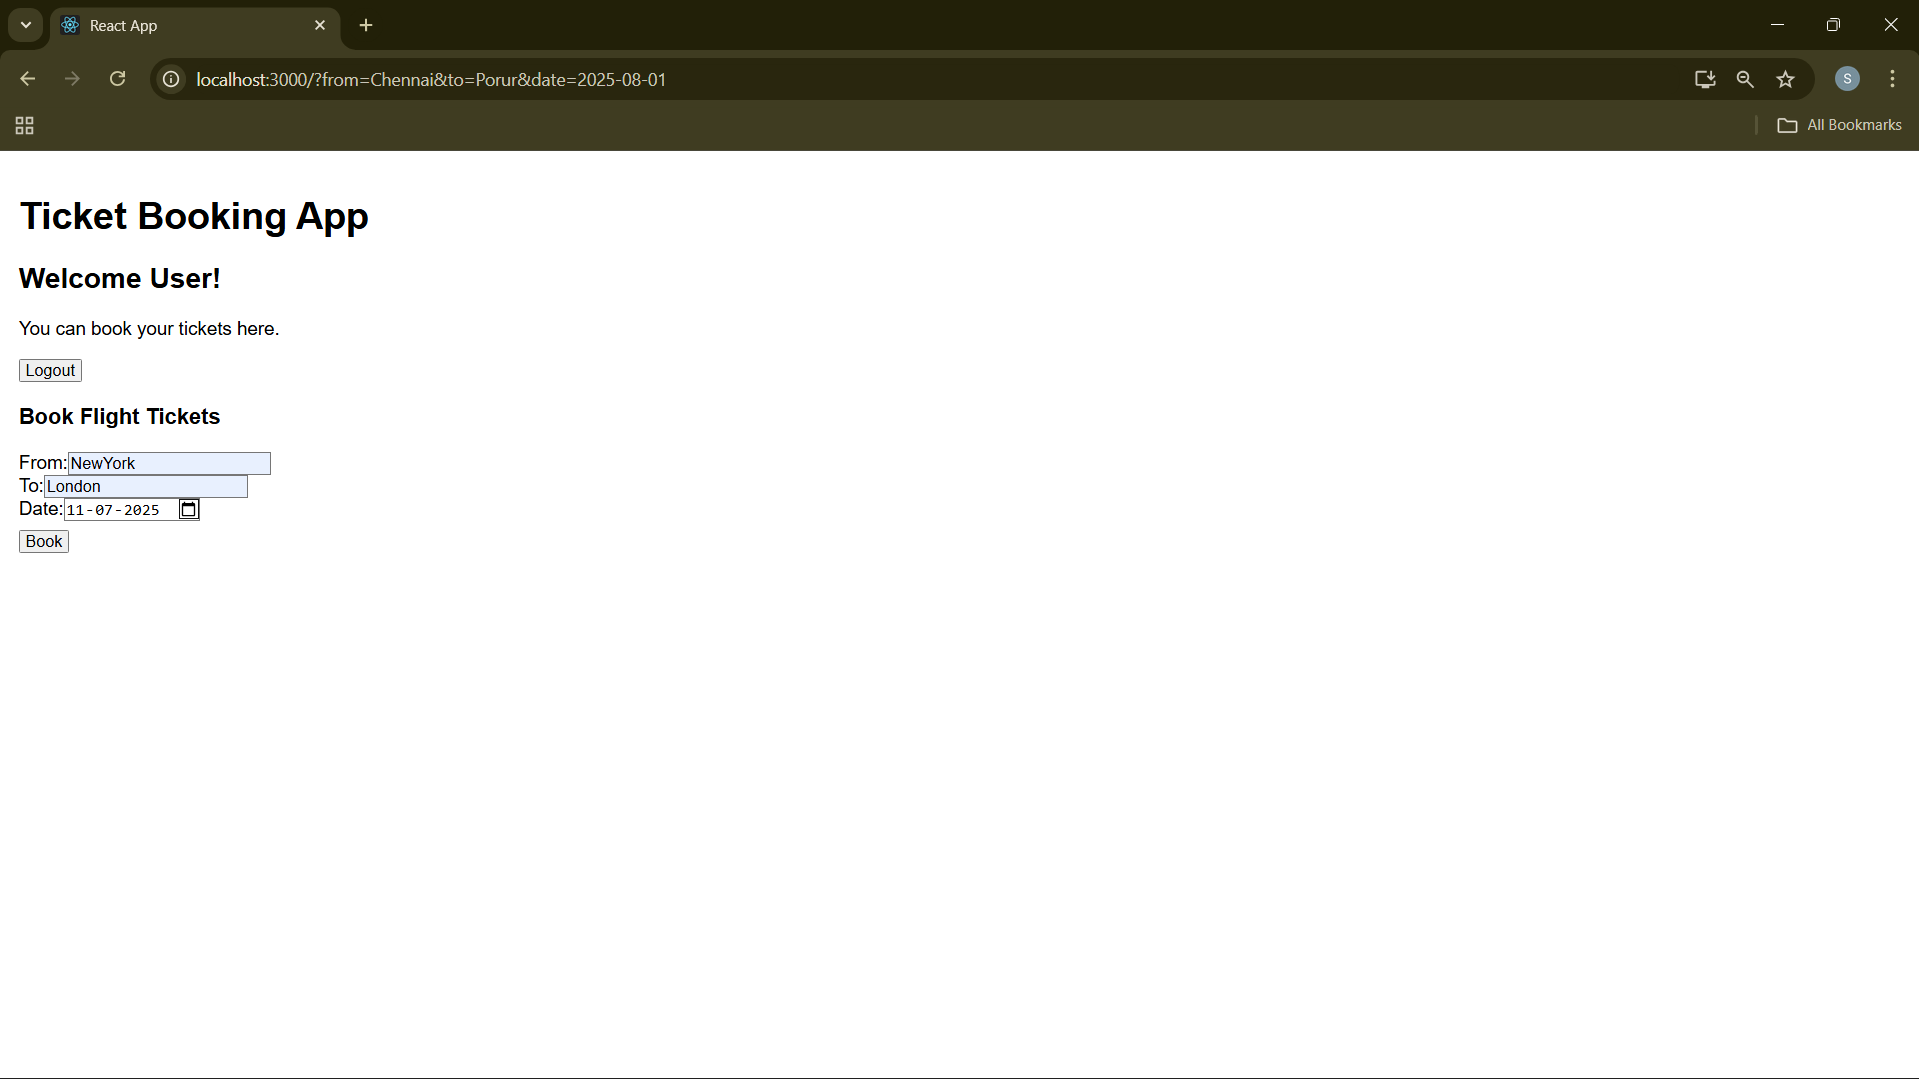 React App
localhost:3000/?from=Chennai&to=Porur&date=2025-08-01
S
All Bookmarks
Ticket Booking App
Welcome User!
You can book your tickets here.
Logout
Book Flight Tickets
From: NewYork
To: London
Date: 11-07-2025
Book